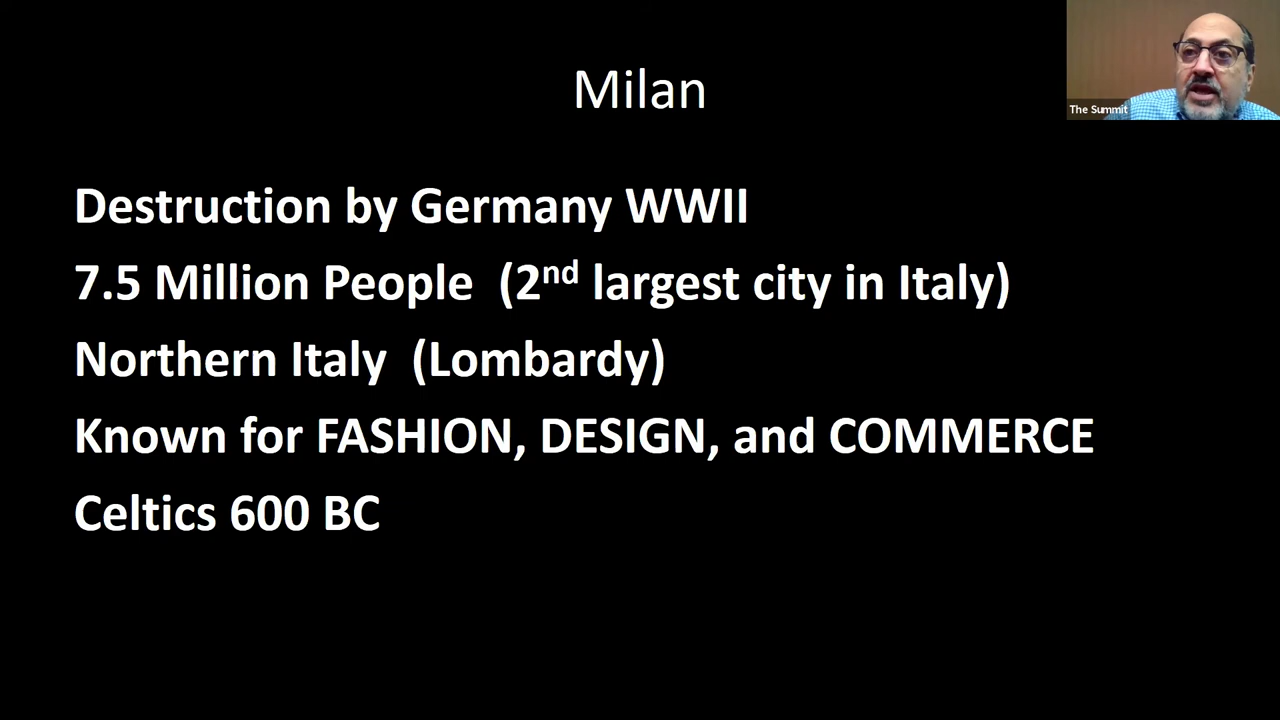 Milan
The Summit
Destruction by Germany WWII
7.5 Million People (2nd largest city in Italy)
Northern Italy (Lombardy)
Known for FASHION, DESIGN, and COMMERCE
Celtics 600 BC